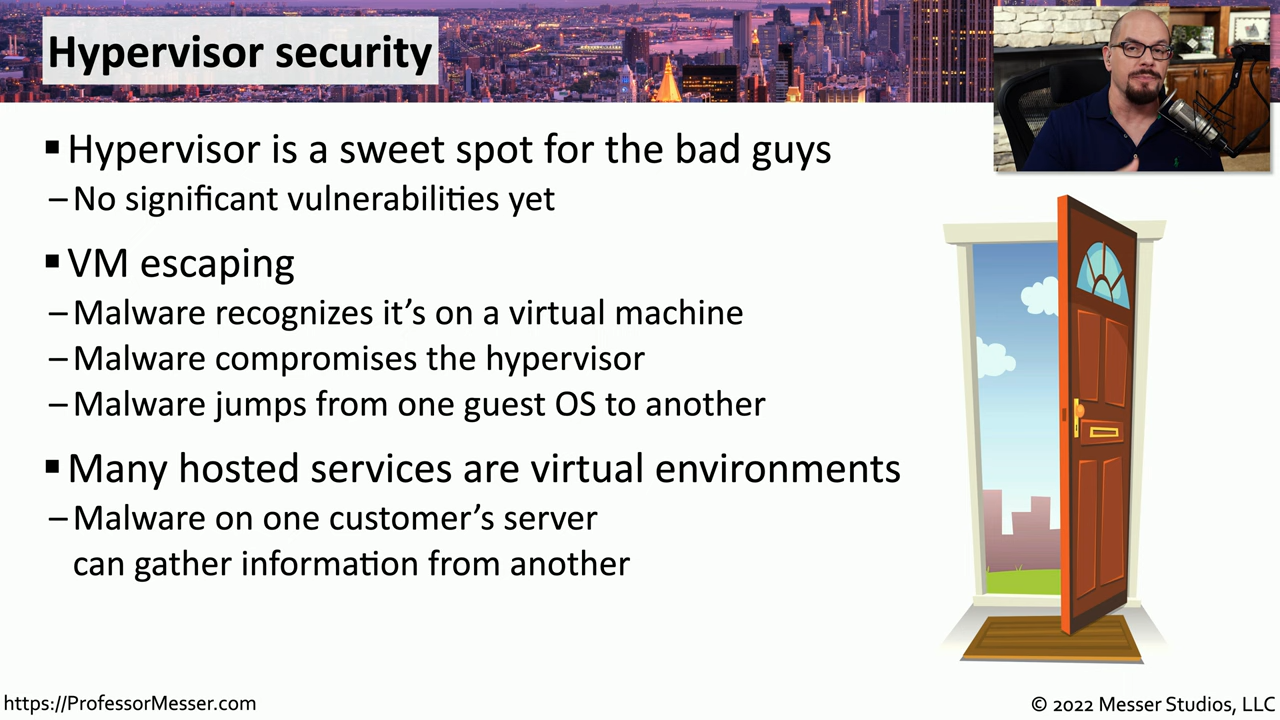 Hypervisor security
▪ Hypervisor is a sweet spot for the bad guys
– No significant vulnerabilities yet
▪ VM escaping
– Malware recognizes it’s on a virtual machine
– Malware compromises the hypervisor
– Malware jumps from one guest OS to another
▪ Many hosted services are virtual environments
– Malware on one customer’s server
can gather information from another
https://ProfessorMesser.com
© 2022 Messer Studios, LLC